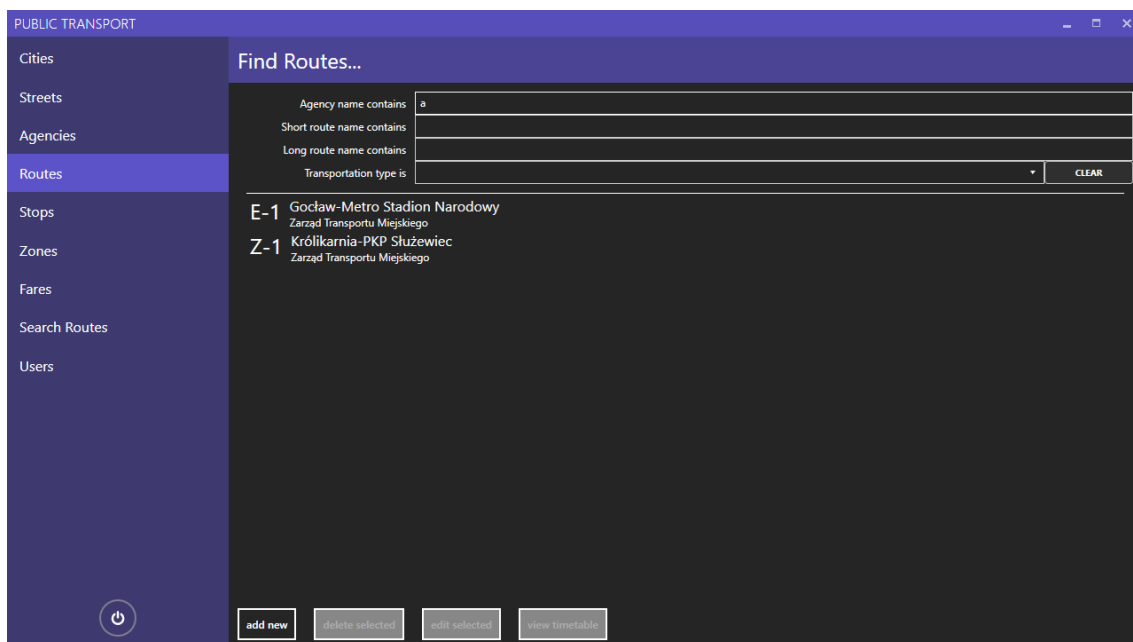 PUBLIC TRANSPORT
Cities
Streets
Agencies
Routes
Stops
Zones
Fares
Search Routes
Users
Find Routes...
Agency name contains a
Short route name contains
Long route name contains
Transportation type is CLEAR
E-1 Gocław-Metro Stadion Narodowy
Zarząd Transportu Miejskiego
Z-1 Królikarnia-PKP Służewiec
Zarząd Transportu Miejskiego
add new delete selected edit selected view timetable